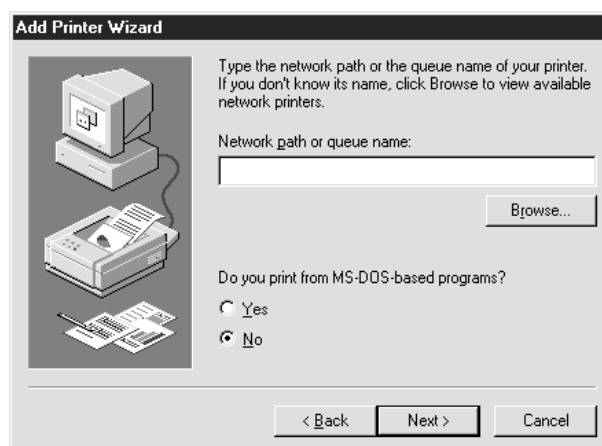 Add Printer Wizard
Type the network path or the queue name of your printer.
If you don't know its name, click Browse to view available
network printers.
Network path or queue name:
Browse...
Do you print from MS-DOS-based programs?
Yes
No
< Back
Next >
Cancel